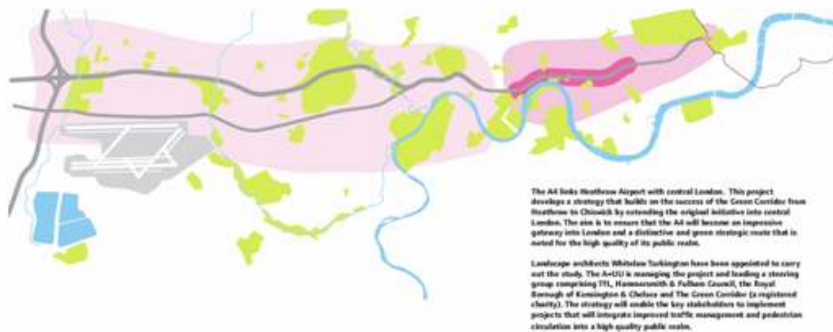 The A4 links Heathrow Airport with central London. This project
develops a strategy that builds on the success of the Green Corridor from
Heathrow to Chiswick by extending the original initiative into central
London. The aim is to ensure that the A4 will become an impressive
gateway into London and a distinctive and green strategic route that is
noted for the high quality of its public realm.
Landscape architects Whitelaw Turkington have been appointed to carry
out the study. The A+UU is managing the project and leading a steering
group comprising TfL, Hammersmith & Fulham Council, the Royal
Borough of Kensington & Chelsea and The Green Corridor (a registered
charity). The strategy will enable the key stakeholders to implement
projects that will integrate improved traffic management and pedestrian
circulation into a high quality public realm.